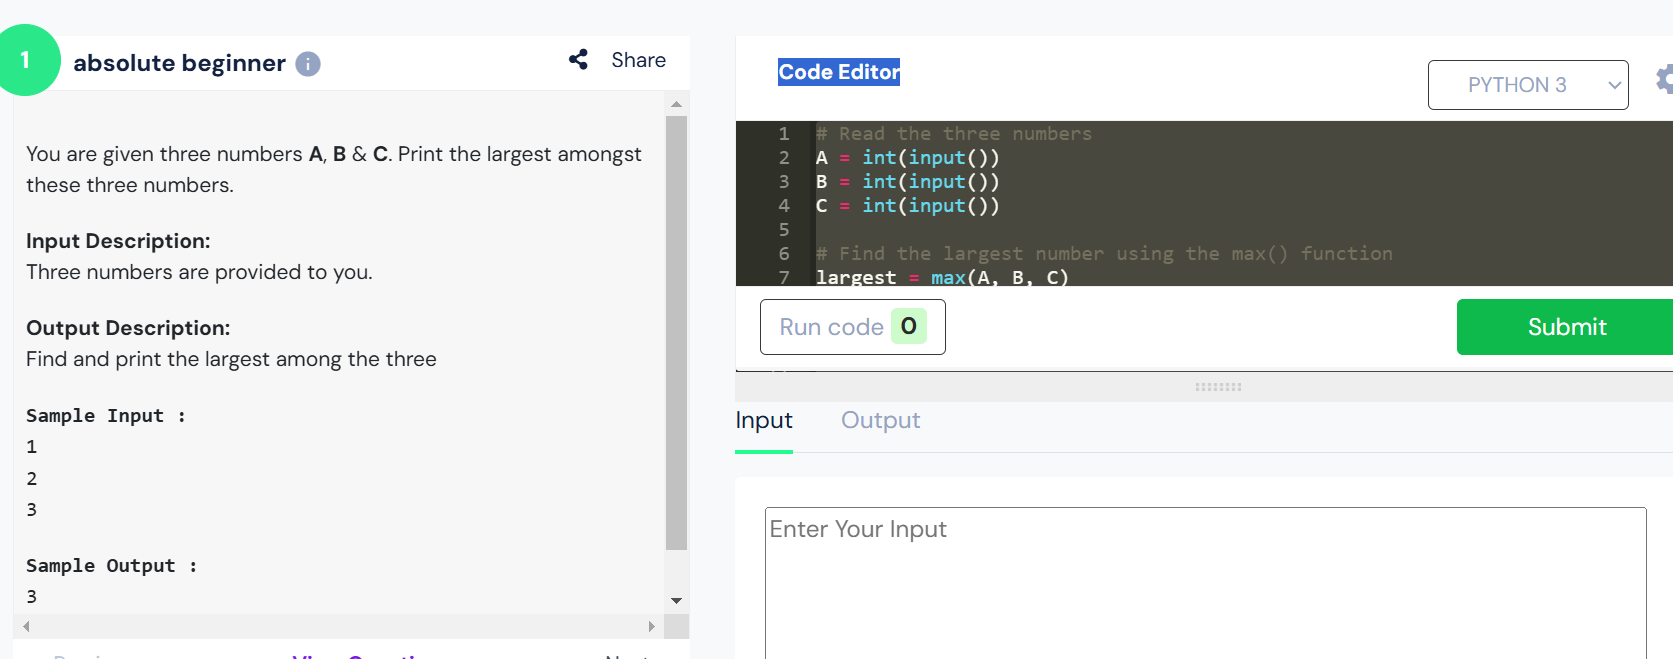 1
absolute beginner i
Share
You are given three numbers A, B & C. Print the largest amongst
these three numbers.
Input Description:
Three numbers are provided to you.
Output Description:
Find and print the largest among the three
Sample Input :
1
2
3
Sample Output :
3
Code Editor
PYTHON 3
1 # Read the three numbers
2 A = int(input())
3 B = int(input())
4 C = int(input())
5
6 # Find the largest number using the max() function
7 largest = max(A, B, C)
Run code 0
Submit
Input Output
Enter Your Input